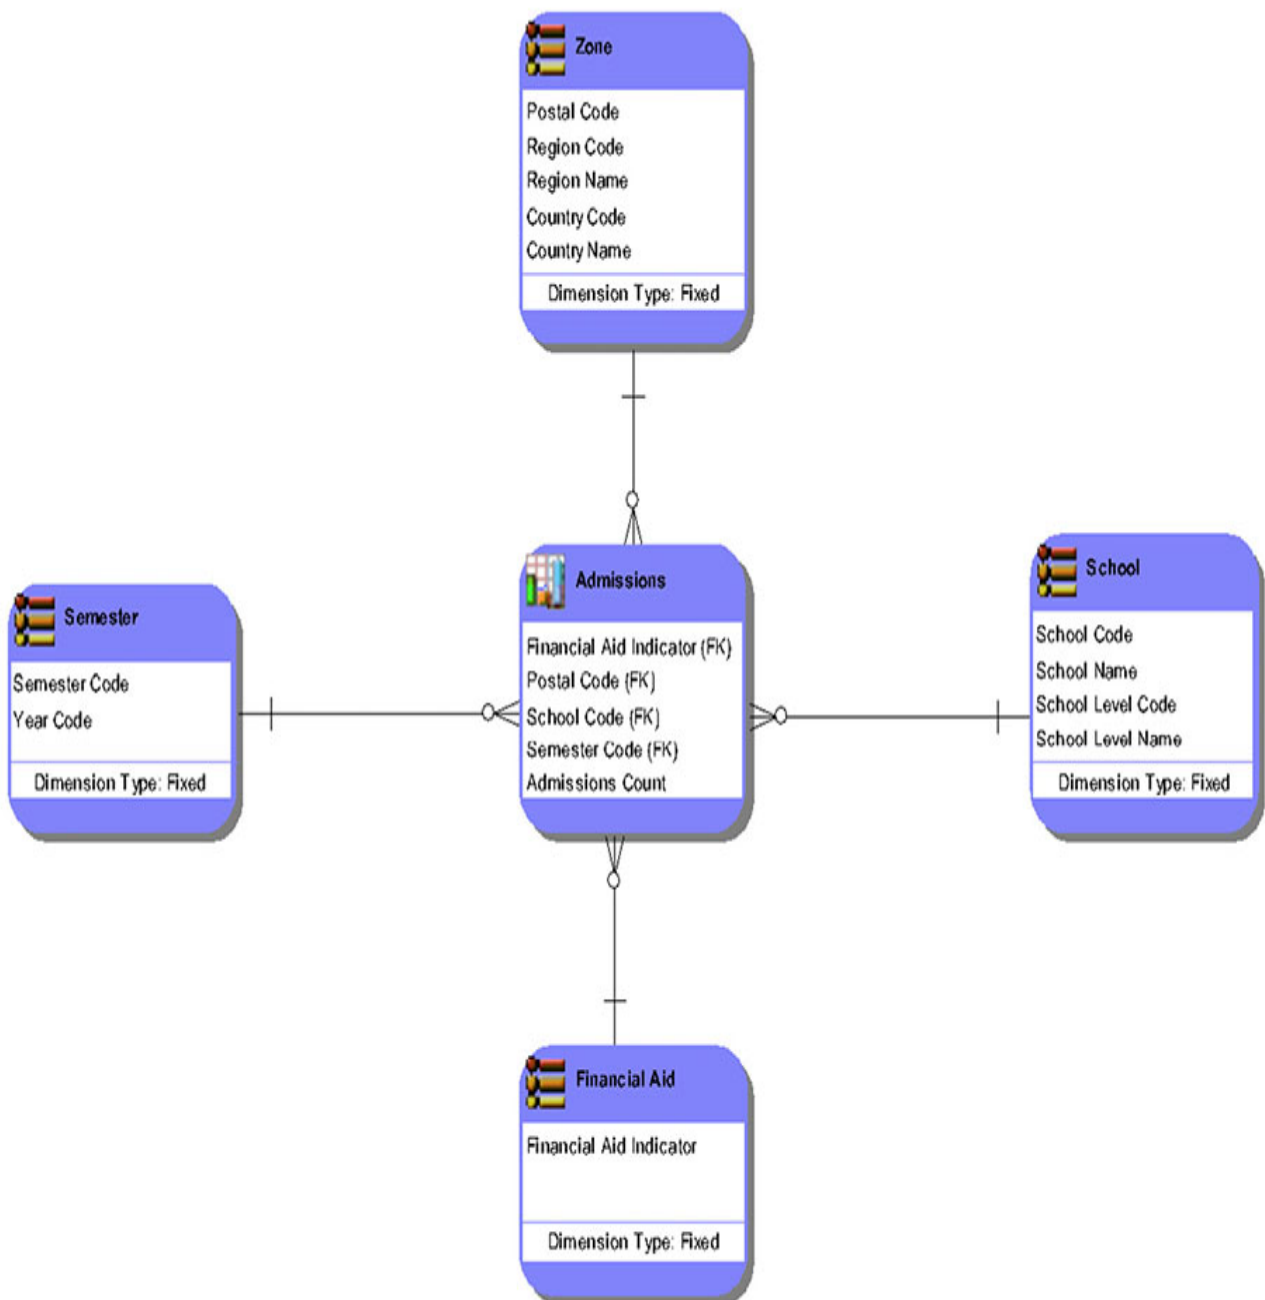 Zone
Postal Code
Region Code
Region Name
Country Code
Country Name
Dimension Type: Fixed
Semester
Semester Code
Year Code
Dimension Type: Fixed
Admissions
Financial Aid Indicator (FK)
Postal Code (FK)
School Code (FK)
Semester Code (FK)
Admissions Count
School
School Code
School Name
School Level Code
School Level Name
Dimension Type: Fixed
Financial Aid
Financial Aid Indicator
Dimension Type: Fixed